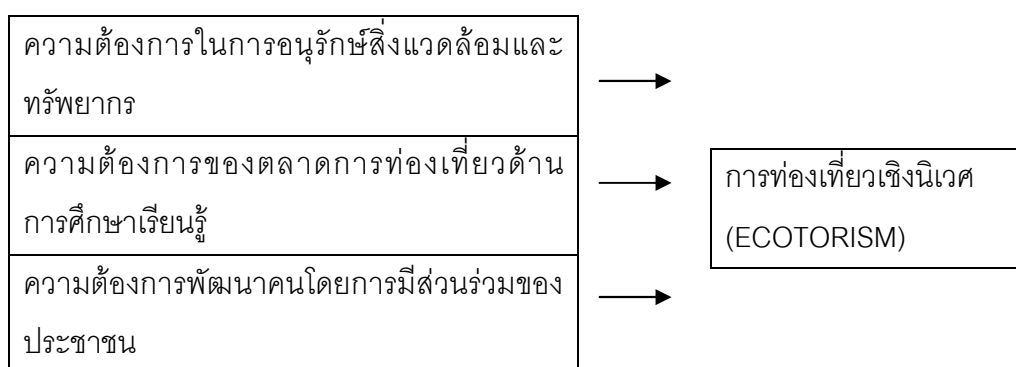 ความต้องการในการอนุรักษ์สิ่งแวดล้อมและ
ทรัพยากร
ความต้องการของตลาดการท่องเที่ยวด้าน
การศึกษาเรียนรู้
ความต้องการพัฒนาคนโดยการมีส่วนร่วมของ
ประชาชน
การท่องเที่ยวเชิงนิเวศ
(ECOTORISM)